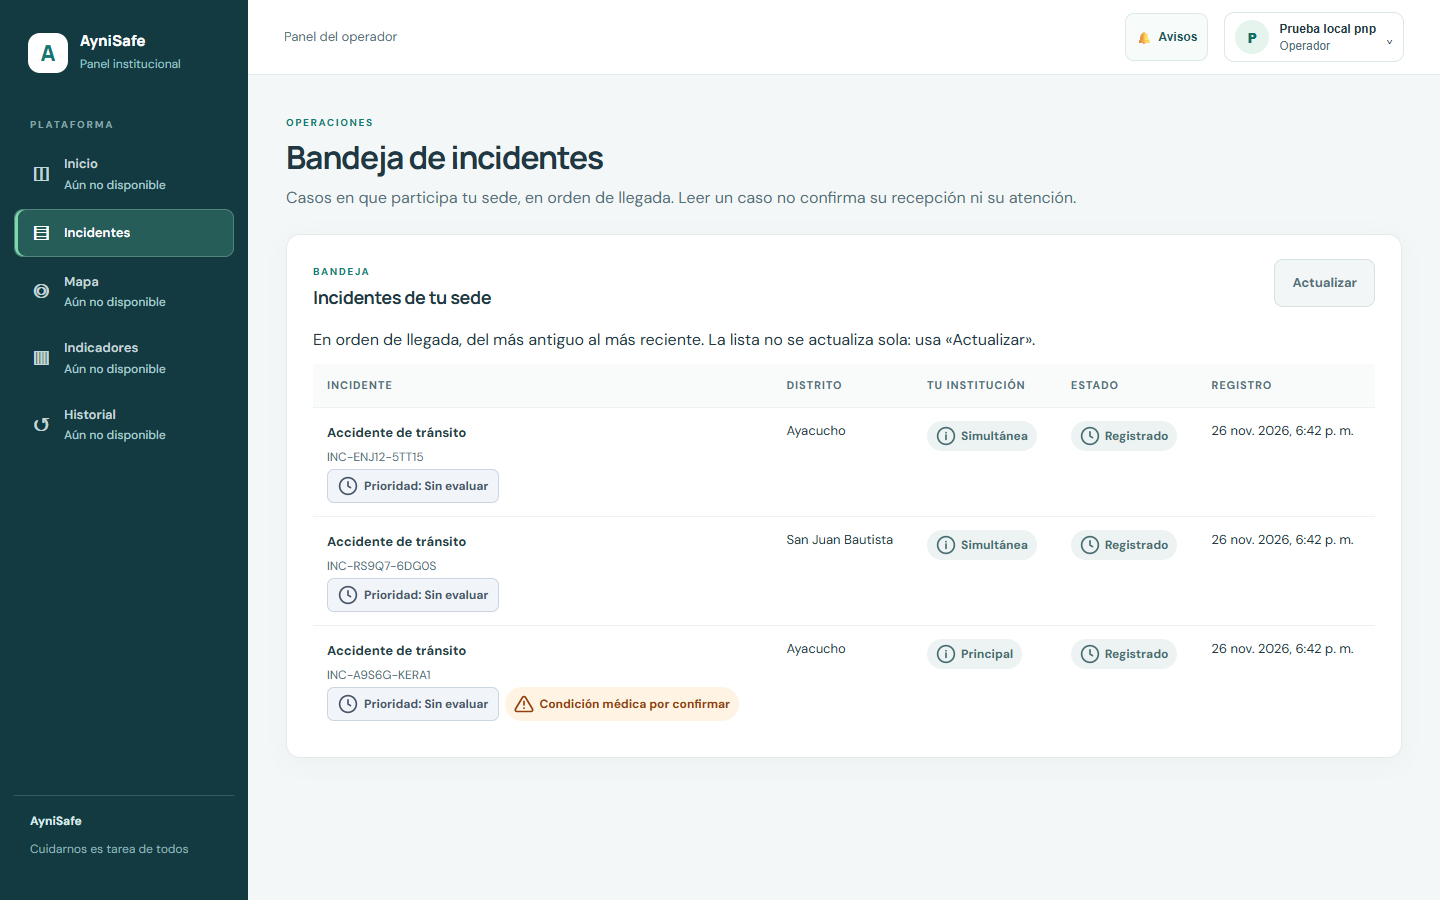 A
AyniSafe
Panel institucional
PLATAFORMA
Inicio
Aún no disponible
Incidentes
Mapa
Aún no disponible
Indicadores
Aún no disponible
Historial
Aún no disponible
AyniSafe
Cuidarnos es tarea de todos
Panel del operador
Avisos
P
Prueba local pnp
Operador
OPERACIONES
Bandeja de incidentes
Casos en que participa tu sede, en orden de llegada. Leer un caso no confirma su recepción ni su atención.
BANDEJA
Incidentes de tu sede
Actualizar
En orden de llegada, del más antiguo al más reciente. La lista no se actualiza sola: usa «Actualizar».
INCIDENTE DISTRITO TU INSTITUCIÓN ESTADO REGISTRO
Accidente de tránsito Ayacucho Simultánea Registrado 26 nov. 2026, 6:42 p. m.
INC-ENJ12-5TT15
Prioridad: Sin evaluar
Accidente de tránsito San Juan Bautista Simultánea Registrado 26 nov. 2026, 6:42 p. m.
INC-RS9Q7-6DG0S
Prioridad: Sin evaluar
Accidente de tránsito Ayacucho Principal Registrado 26 nov. 2026, 6:42 p. m.
INC-A9S6G-KERA1
Prioridad: Sin evaluar Condición médica por confirmar